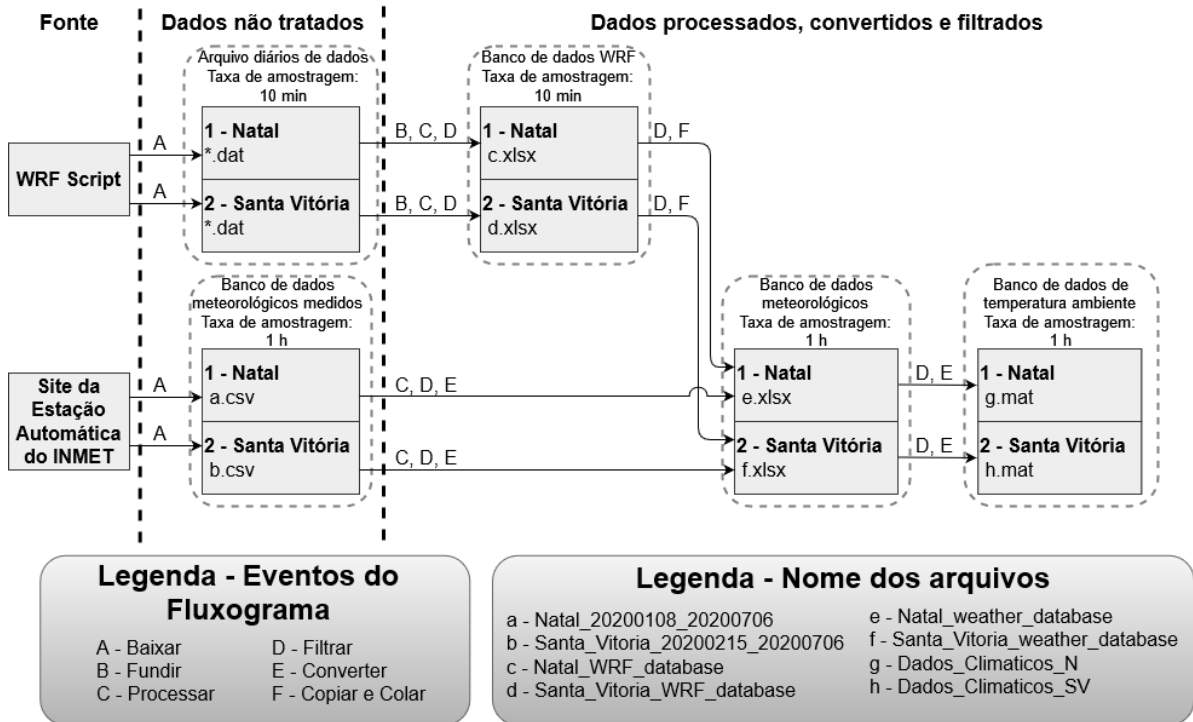 Fonte
Dados não tratados
Dados processados, convertidos e filtrados
Arquivo diários de dados
Taxa de amostragem:
10 min
1 - Natal
*.dat
2 - Santa Vitória
*.dat
Banco de dados WRF
Taxa de amostragem:
10 min
1 - Natal
c.xlsx
2 - Santa Vitória
d.xlsx
WRF Script
A
A
B, C, D
B, C, D
D, F
D, F
Banco de dados
meteorológicos medidos
Taxa de amostragem:
1 h
1 - Natal
a.csv
2 - Santa Vitória
b.csv
Banco de dados
meteorológicos
Taxa de amostragem:
1 h
1 - Natal
e.xlsx
2 - Santa Vitória
f.xlsx
Banco de dados de
temperatura ambiente
Taxa de amostragem:
1 h
1 - Natal
g.mat
2 - Santa Vitória
h.mat
Site da
Estação
Automática
do INMET
A
A
C, D, E
C, D, E
D, E
D, E
Legenda - Eventos do
Fluxograma
A - Baixar
B - Fundir
C - Processar
D - Filtrar
E - Converter
F - Copiar e Colar
Legenda - Nome dos arquivos
a - Natal_20200108_20200706
b - Santa_Vitoria_20200215_20200706
c - Natal_WRF_database
d - Santa_Vitoria_WRF_database
e - Natal_weather_database
f - Santa_Vitoria_weather_database
g - Dados_Climaticos_N
h - Dados_Climaticos_SV